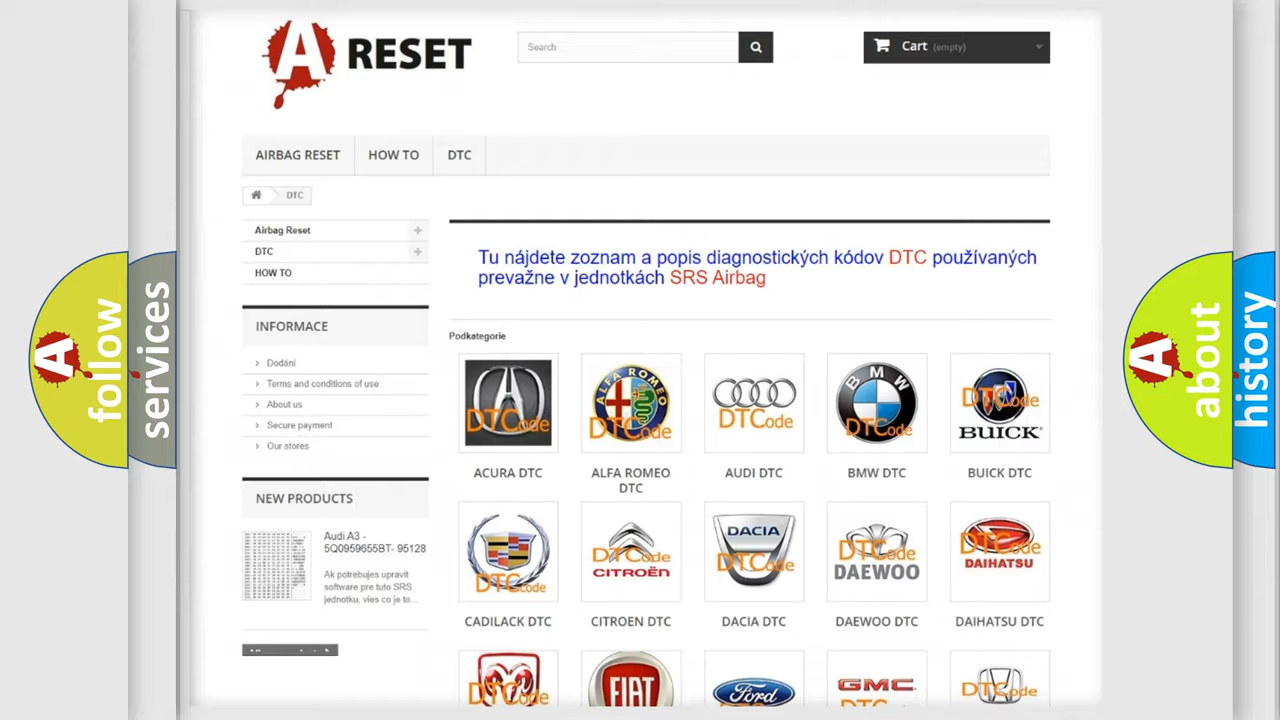 A RESET
Search
Cart (empty)
AIRBAG RESET
HOW TO
DTC
DTC
Airbag Reset
DTC
HOW TO
Tu nájdete zoznam a popis diagnostických kódov DTC používaných
prevažne v jednotkách SRS Airbag
INFORMACE
Dodání
Terms and conditions of use
About us
Secure payment
Our stores
NEW PRODUCTS
Audi A3 -
5Q0959655BT- 95128
Ak potrebujes upravit
software pre tuto SRS
jednotku, vies co je to...
Podkategorie
DTCode
ALFA ROMEO
DTCode
DTCode
BMW
DTCode
DTCode
BUICK
ACURA DTC
ALFA ROMEO
DTC
AUDI DTC
BMW DTC
BUICK DTC
DTCode
DTCode
CITROËN
DACIA
DTCode
DTCode
DAEWOO
DTCode
DAIHATSU
CADILACK DTC
CITROEN DTC
DACIA DTC
DAEWOO DTC
DAIHATSU DTC
DTCode
FIAT
Ford
GMC
DTCode
A follow
services
A about
history